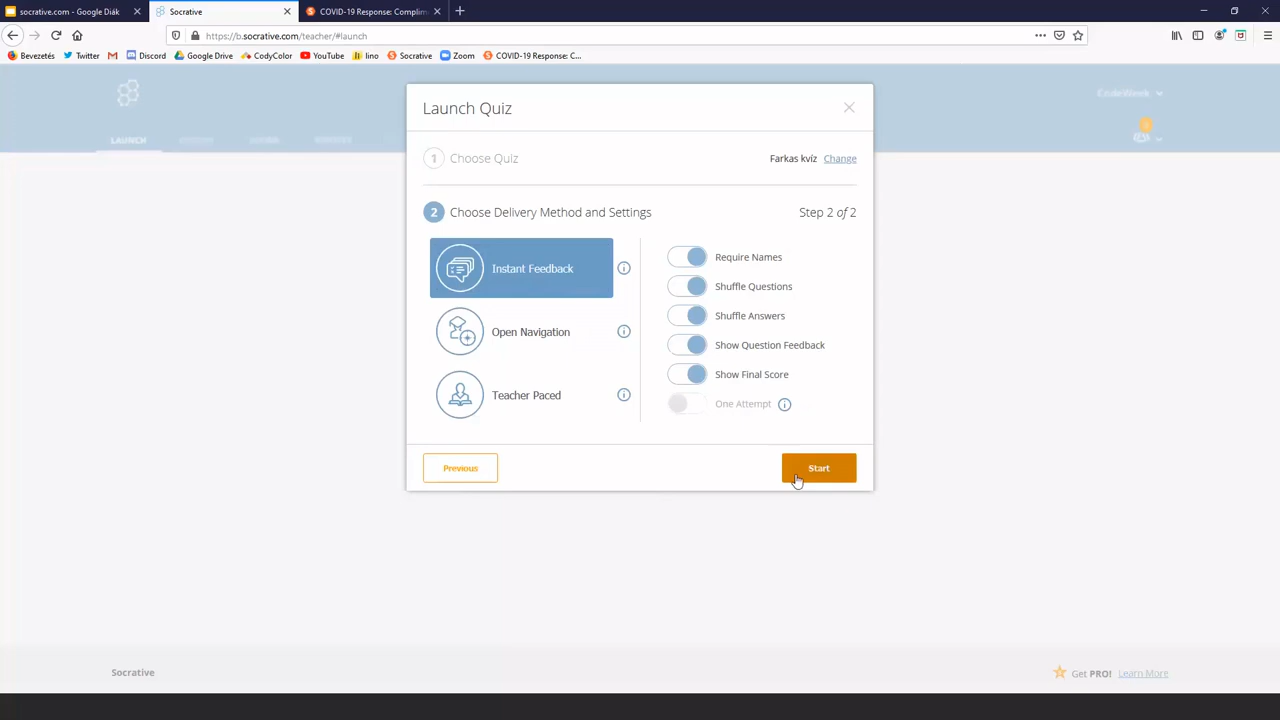 socrative.com - Google Diák
Socrative
COVID-19 Response: Complim
https://b.socrative.com/teacher/#launch
Bevezetés Twitter Discord Google Drive CodyColor YouTube lino Socrative Zoom COVID-19 Response: C...
Launch Quiz
1 Choose Quiz Farkas kvíz Change
2 Choose Delivery Method and Settings Step 2 of 2
Instant Feedback
Open Navigation
Teacher Paced
Require Names
Shuffle Questions
Shuffle Answers
Show Question Feedback
Show Final Score
One Attempt
Previous
Start
LAUNCH
Socrative
Get PRO! Learn More